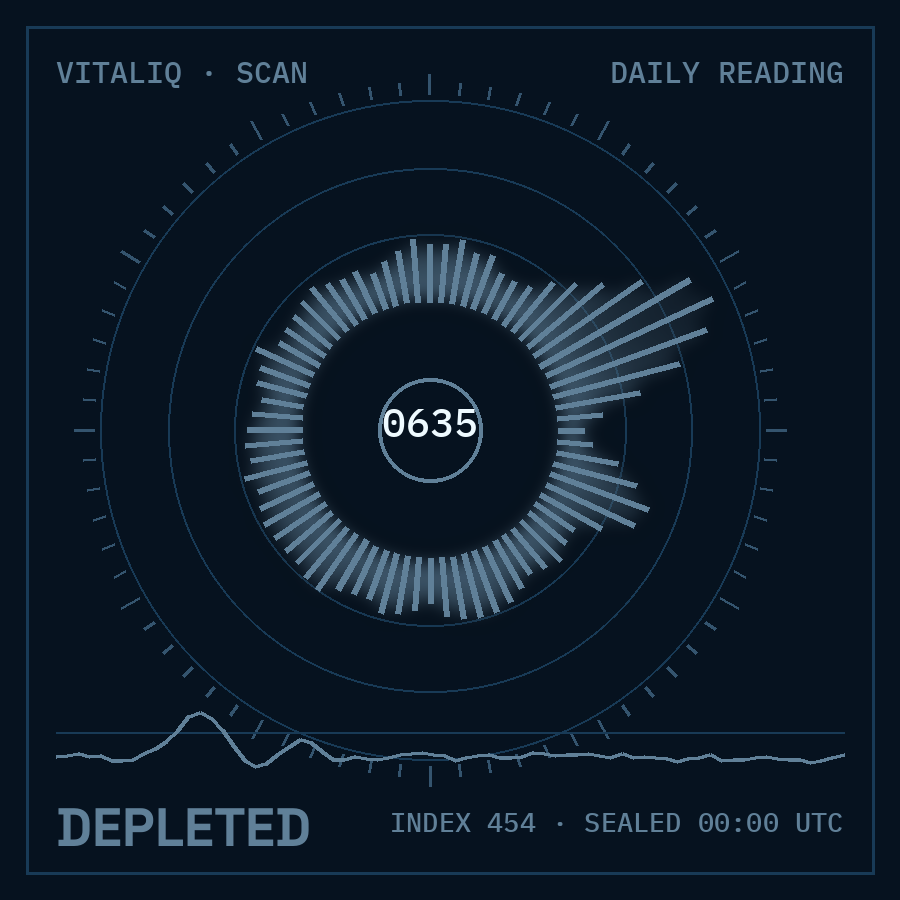 VITALIQ · SCAN
DAILY READING
0635
DEPLETED
INDEX 454 · SEALED 00:00 UTC